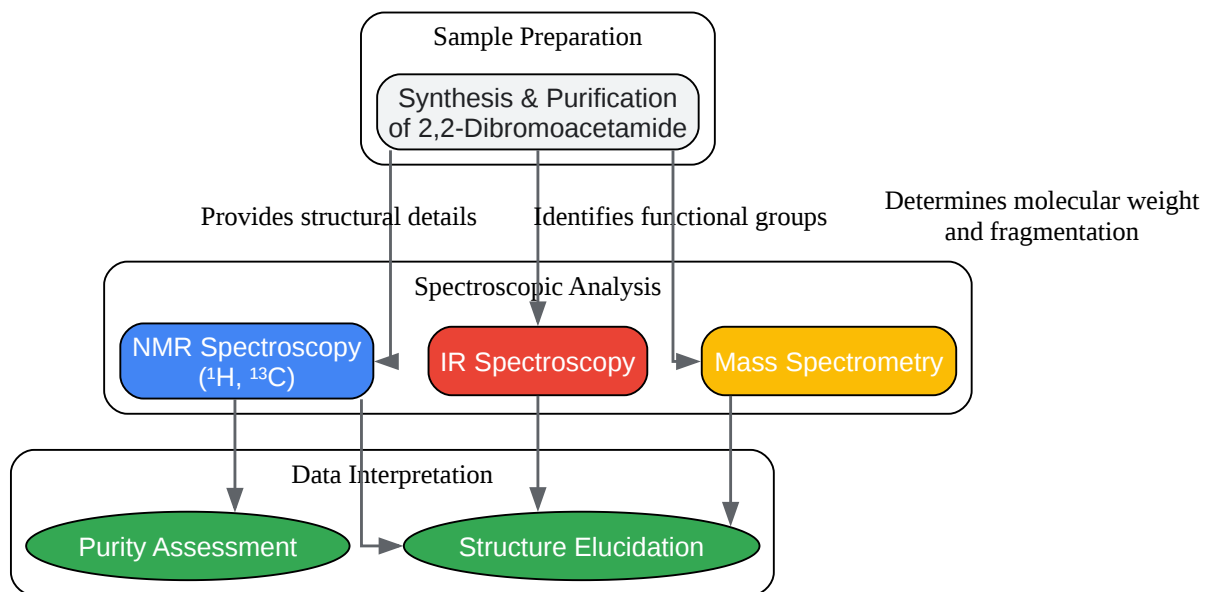 Sample Preparation
Synthesis & Purification
of 2,2-Dibromoacetamide
Provides structural details
Identifies functional groups
Determines molecular weight
and fragmentation
Spectroscopic Analysis
NMR Spectroscopy
(¹H, ¹³C)
IR Spectroscopy
Mass Spectrometry
Data Interpretation
Purity Assessment
Structure Elucidation